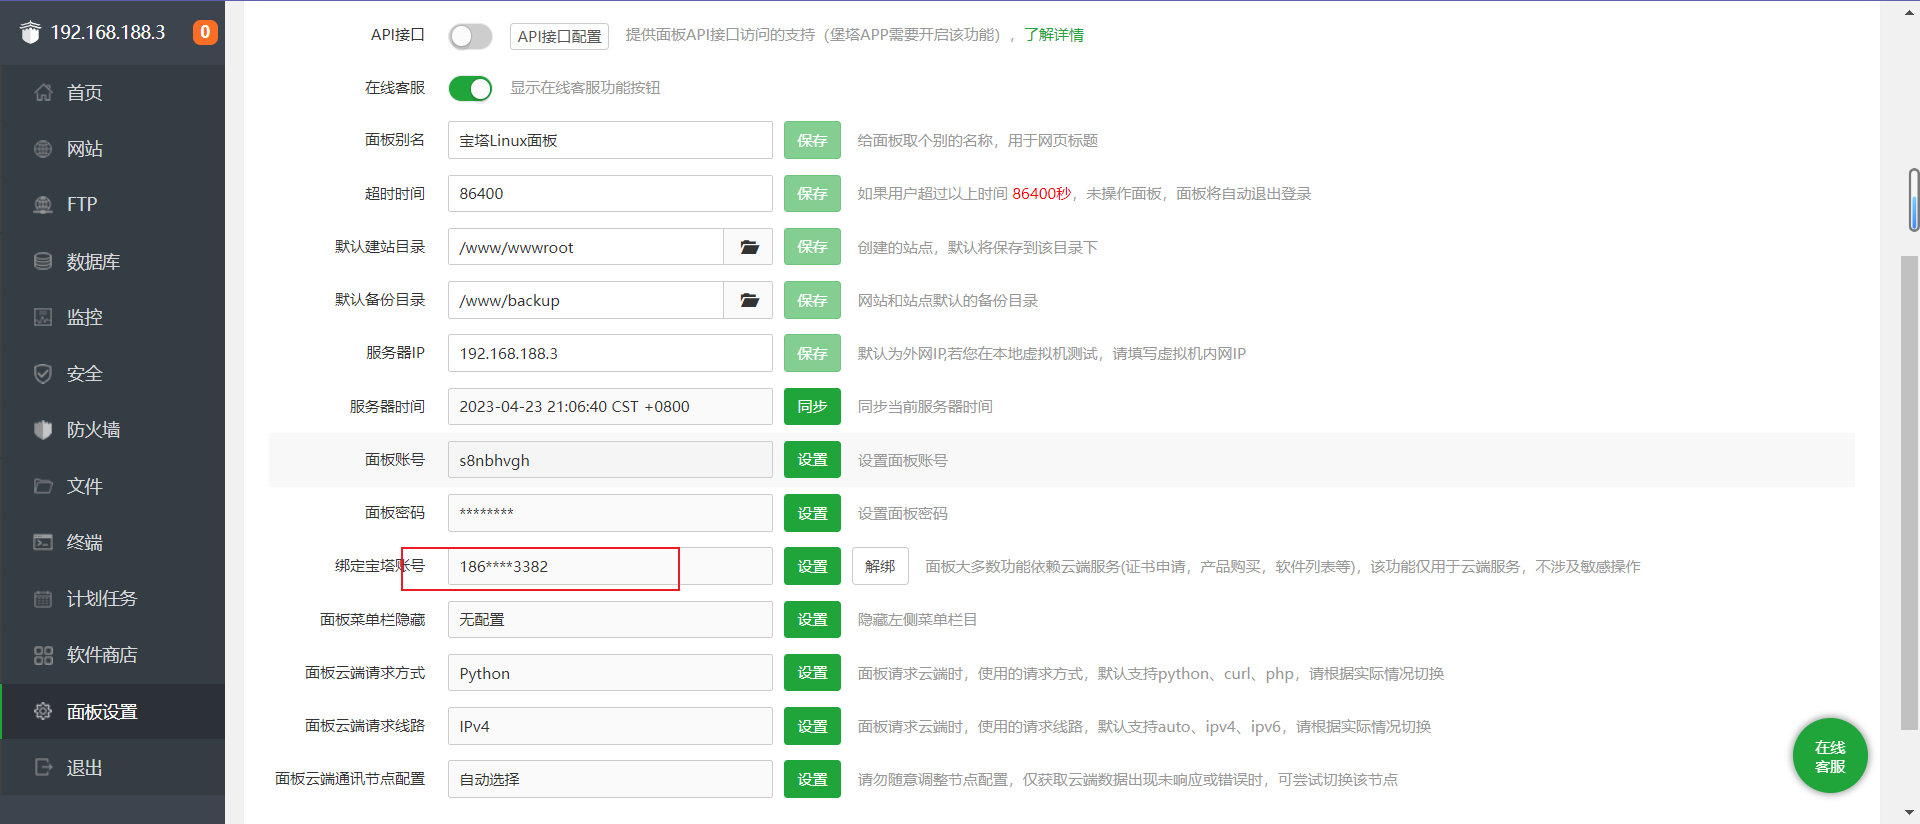 192.168.188.3 0
首页
网站
FTP
数据库
监控
安全
防火墙
文件
终端
计划任务
软件商店
面板设置
退出
API接口 API接口配置 提供面板API接口访问的支持（堡塔APP需要开启该功能），了解详情
在线客服 显示在线客服功能按钮
面板别名 宝塔Linux面板 保存 给面板取个别的名称，用于网页标题
超时时间 86400 保存 如果用户超过以上时间 86400秒，未操作面板，面板将自动退出登录
默认建站目录 /www/wwwroot 保存 创建的站点，默认将保存到该目录下
默认备份目录 /www/backup 保存 网站和站点默认的备份目录
服务器IP 192.168.188.3 保存 默认为外网IP,若您在本地虚拟机测试，请填写虚拟机内网IP
服务器时间 2023-04-23 21:06:40 CST +0800 同步 同步当前服务器时间
面板账号 s8nbhvgh 设置 设置面板账号
面板密码 ******** 设置 设置面板密码
绑定宝塔账号 186****3382 设置 解绑 面板大多数功能依赖云端服务(证书申请，产品购买，软件列表等)，该功能仅用于云端服务，不涉及敏感操作
面板菜单栏隐藏 无配置 设置 隐藏左侧菜单栏目
面板云端请求方式 Python 设置 面板请求云端时，使用的请求方式，默认支持python、curl、php，请根据实际情况切换
面板云端请求线路 IPv4 设置 面板请求云端时，使用的请求线路，默认支持auto、ipv4、ipv6，请根据实际情况切换
面板云端通讯节点配置 自动选择 设置 请勿随意调整节点配置，仅获取云端数据出现未响应或错误时，可尝试切换该节点
在线
客服